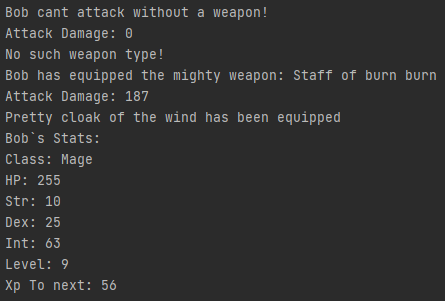 Bob cant attack without a weapon!
Attack Damage: 0
No such weapon type!
Bob has equipped the mighty weapon: Staff of burn burn
Attack Damage: 187
Pretty cloak of the wind has been equipped
Bob`s Stats:
Class: Mage
HP: 255
Str: 10
Dex: 25
Int: 63
Level: 9
Xp To next: 56